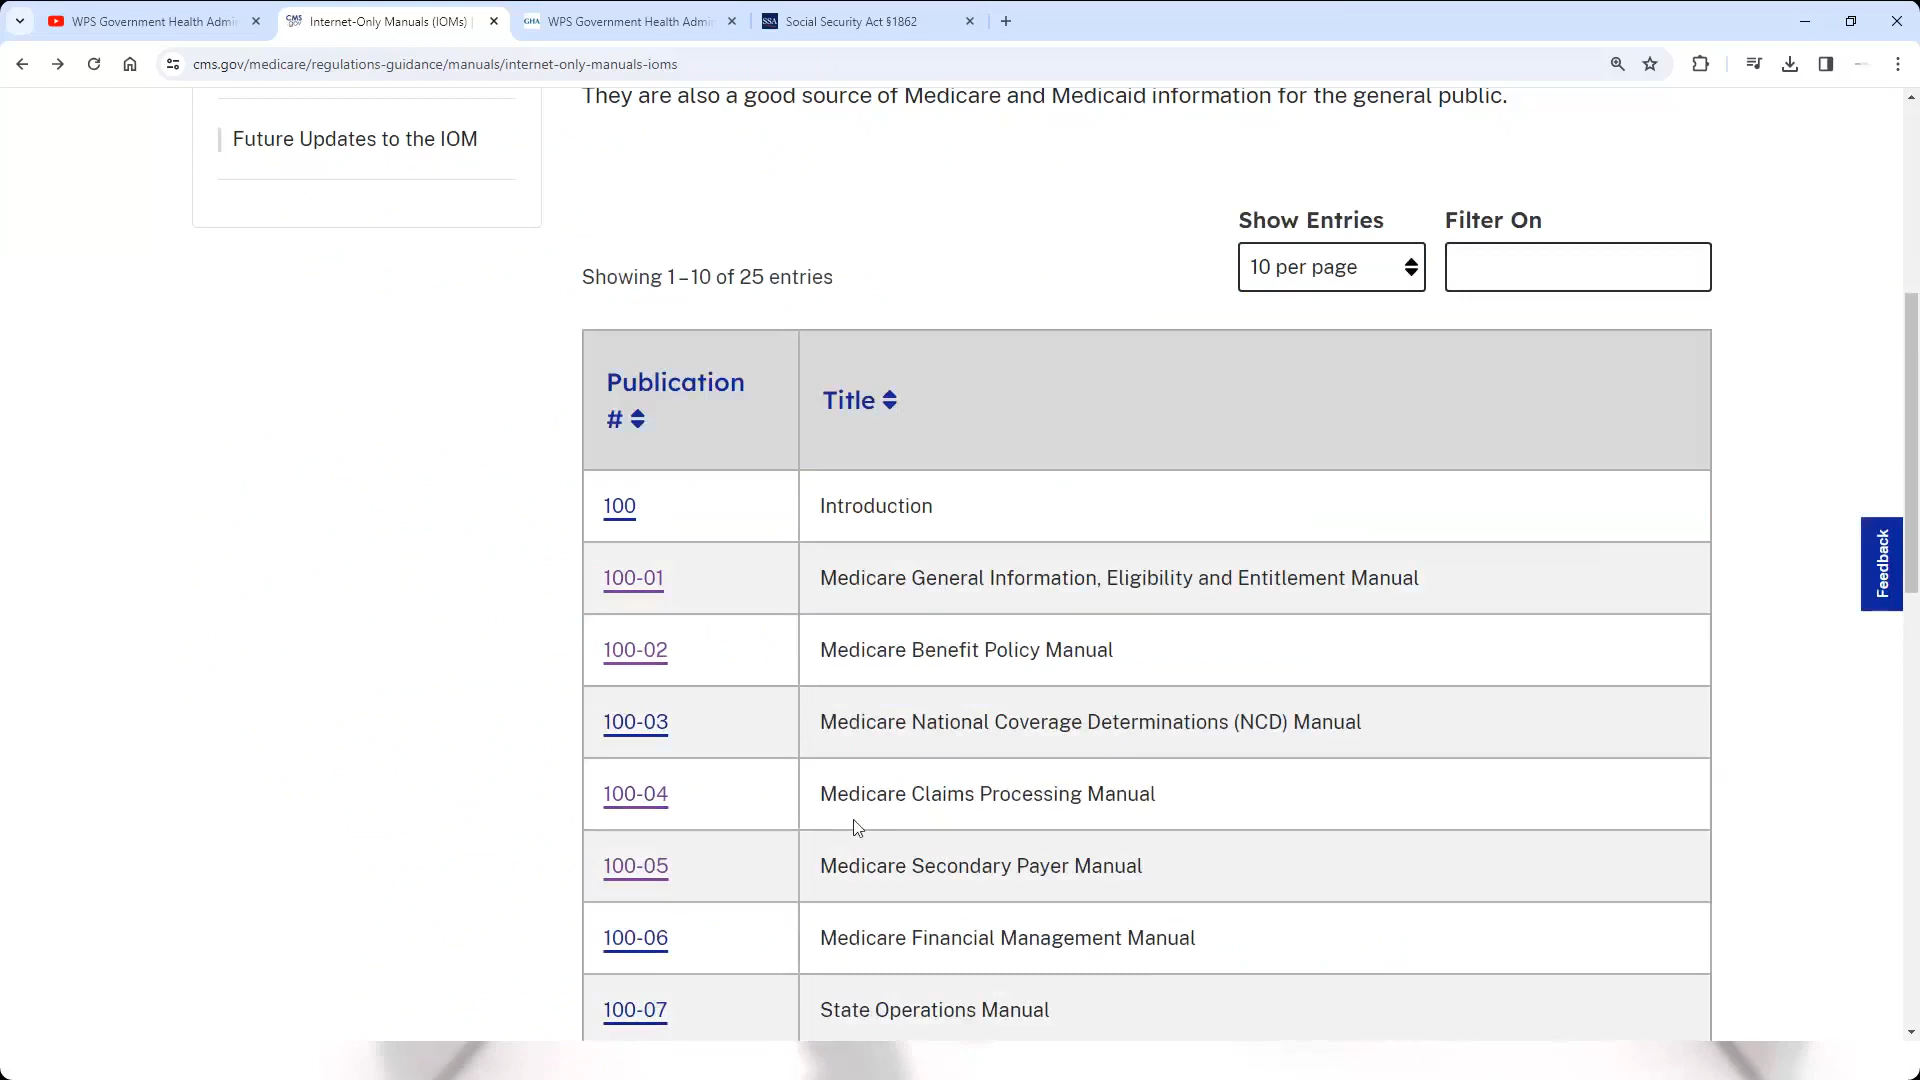 WPS Government Health Admi
Internet-Only Manuals (IOMs)
GHA WPS Government Health Admi
SSA Social Security Act §1862
cms.gov/medicare/regulations-guidance/manuals/internet-only-manuals-ioms
They are also a good source of Medicare and Medicaid information for the general public.
Future Updates to the IOM
Show Entries
Filter On
Showing 1–10 of 25 entries
10 per page
Publication
#
Title
100 Introduction
100-01 Medicare General Information, Eligibility and Entitlement Manual
100-02 Medicare Benefit Policy Manual
100-03 Medicare National Coverage Determinations (NCD) Manual
100-04 Medicare Claims Processing Manual
100-05 Medicare Secondary Payer Manual
100-06 Medicare Financial Management Manual
100-07 State Operations Manual
Feedback